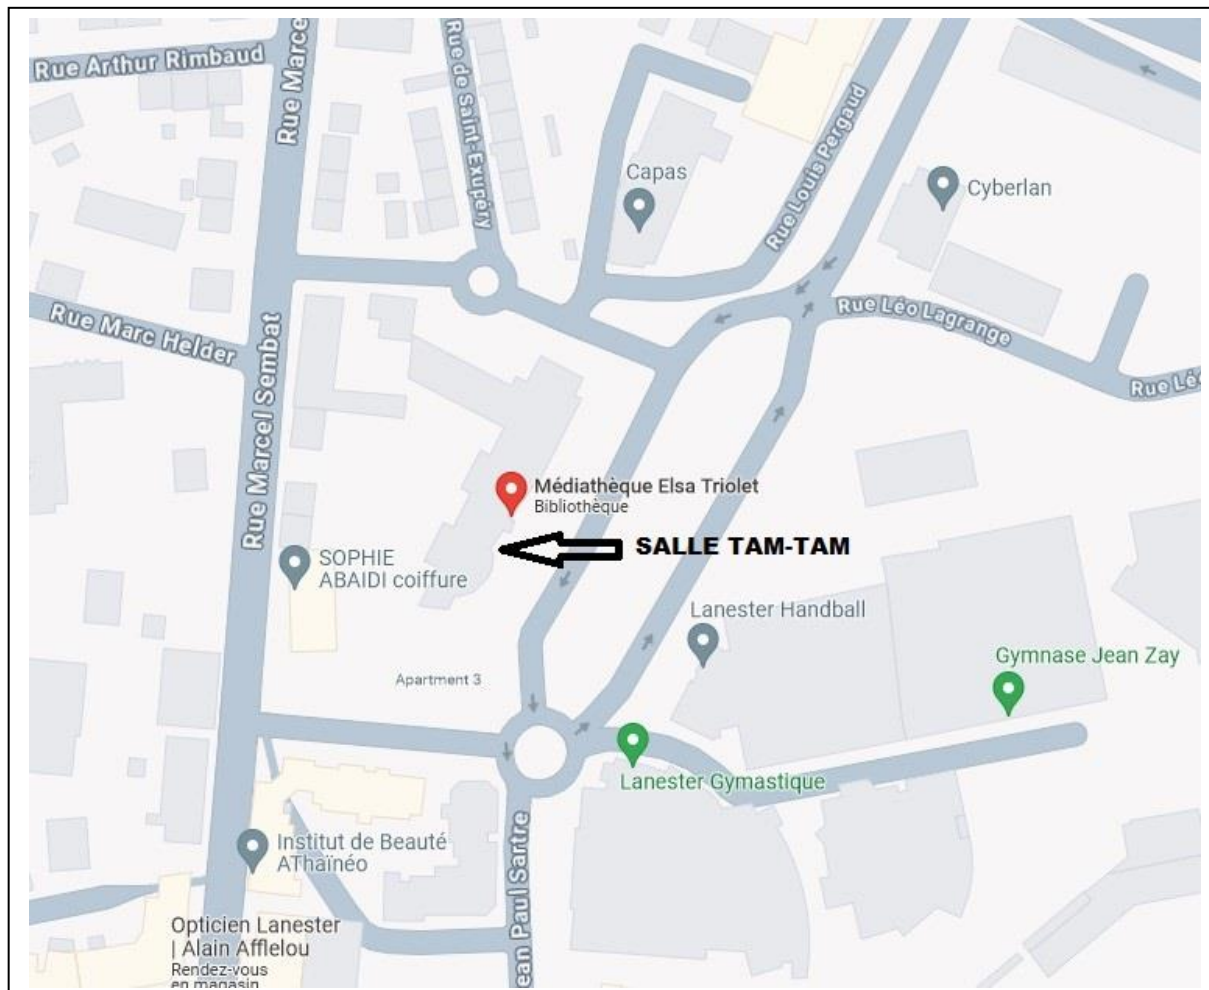 Rue Arthur Rimbaud
Rue Marce
Rue de Saint-Exupéry
Capas
Rue Louis Pergaud
Cyberlan
Rue Marc Helder
Rue Marcel Sembat
Rue Léo Lagrange
Rue Lé
Médiathèque Elsa Triolet
Bibliothèque
SALLE TAM-TAM
SOPHIE
ABAIDI coiffure
Lanester Handball
Gymnase Jean Zay
Apartment 3
Lanester Gymastique
Institut de Beauté
AThaïnéo
ean Paul Sartre
Opticien Lanester
| Alain Afflelou
Rendez-vous
en magasin